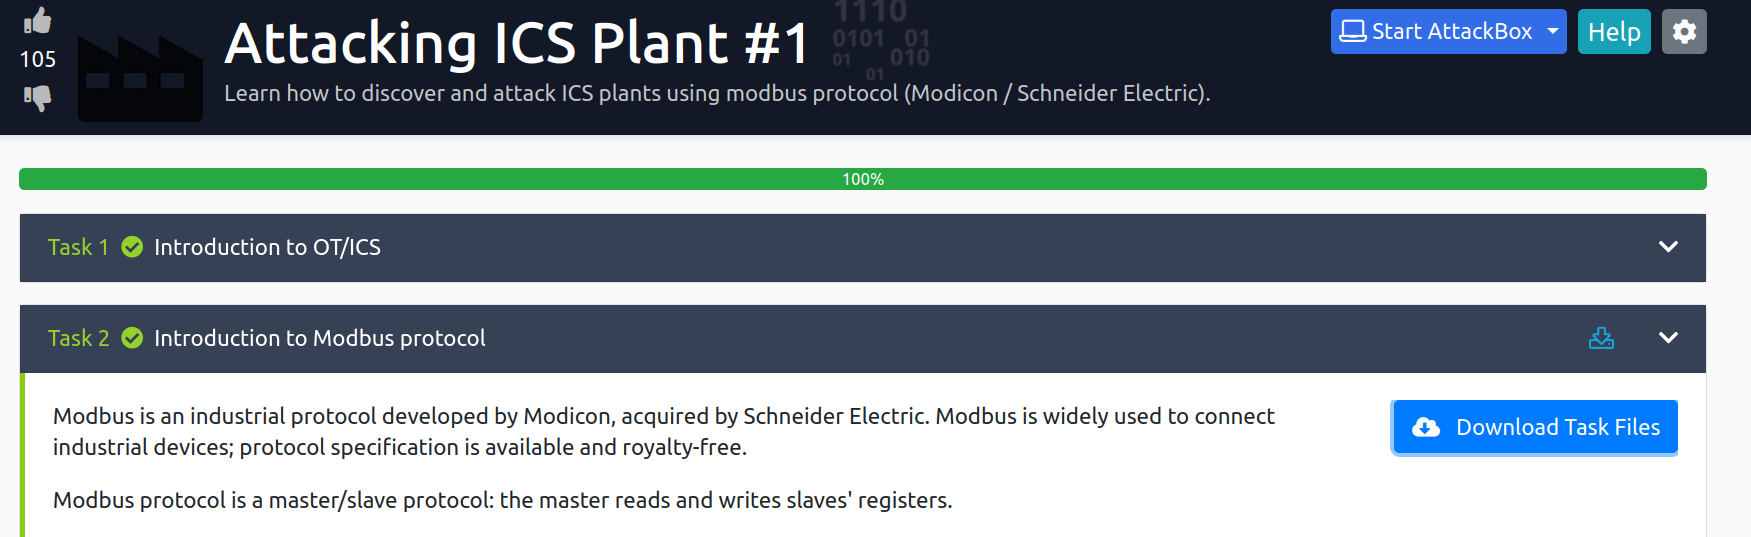 105
Attacking ICS Plant #1
1110
0101 01
01 010
01
Learn how to discover and attack ICS plants using modbus protocol (Modicon / Schneider Electric).
Start AttackBox
Help
100%
Task 1 Introduction to OT/ICS
Task 2 Introduction to Modbus protocol
Modbus is an industrial protocol developed by Modicon, acquired by Schneider Electric. Modbus is widely used to connect
industrial devices; protocol specification is available and royalty-free.
Download Task Files
Modbus protocol is a master/slave protocol: the master reads and writes slaves' registers.